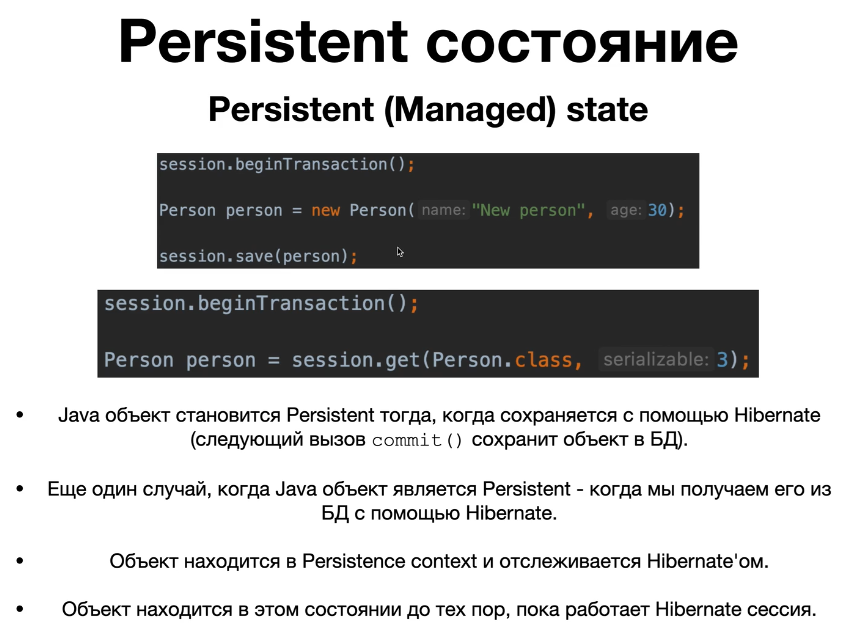 Persistent состояние
Persistent (Managed) state
session.beginTransaction();
Person person = new Person( name: "New person", age: 30);
session.save(person);
session.beginTransaction();
Person person = session.get(Person.class, serializable: 3);
• Java объект становится Persistent тогда, когда сохраняется с помощью Hibernate
(следующий вызов commit() сохранит объект в БД).
• Еще один случай, когда Java объект является Persistent - когда мы получаем его из
БД с помощью Hibernate.
• Объект находится в Persistence context и отслеживается Hibernate'ом.
• Объект находится в этом состоянии до тех пор, пока работает Hibernate сессия.